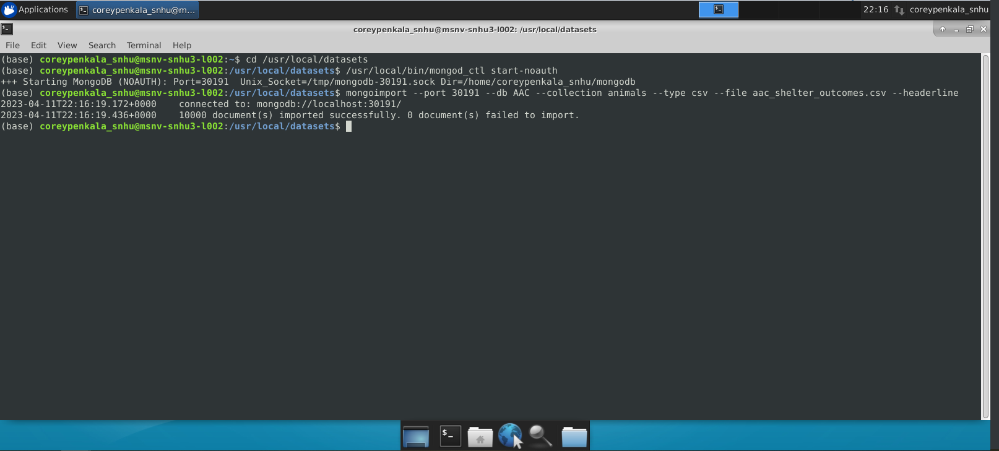 Applications coreypenkala_snhu@m... 22:16 coreypenkala_snhu
coreypenkala_snhu@msnv-snhu3-l002: /usr/local/datasets
File Edit View Search Terminal Help
(base) coreypenkala_snhu@msnv-snhu3-l002:~$ cd /usr/local/datasets
(base) coreypenkala_snhu@msnv-snhu3-l002:/usr/local/datasets$ /usr/local/bin/mongod_ctl start-noauth
+++ Starting MongoDB (NOAUTH): Port=30191  Unix_Socket=/tmp/mongodb-30191.sock Dir=/home/coreypenkala_snhu/mongodb
(base) coreypenkala_snhu@msnv-snhu3-l002:/usr/local/datasets$ mongoimport --port 30191 --db AAC --collection animals --type csv --file aac_shelter_outcomes.csv --headerline
2023-04-11T22:16:19.172+0000    connected to: mongodb://localhost:30191/
2023-04-11T22:16:19.436+0000    10000 document(s) imported successfully. 0 document(s) failed to import.
(base) coreypenkala_snhu@msnv-snhu3-l002:/usr/local/datasets$